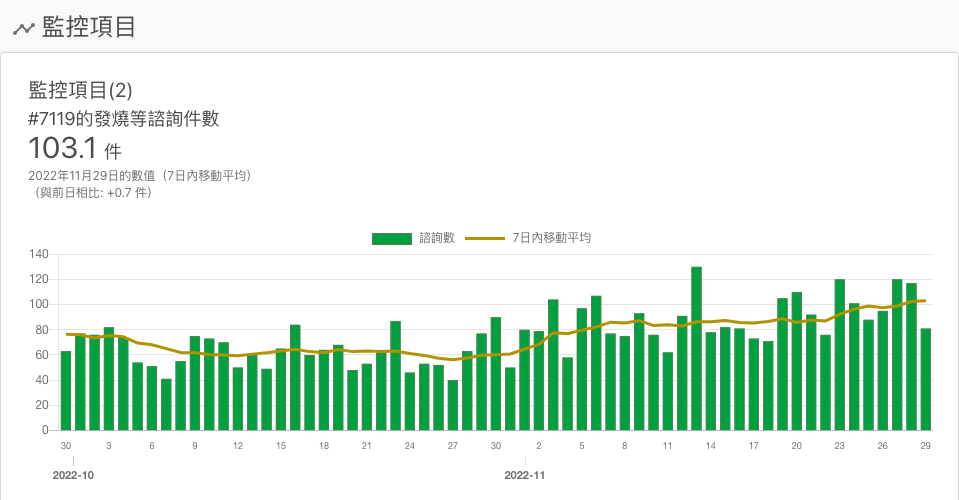 監控項目
監控項目(2)
#7119的發燒等諮詢件數
103.1 件
2022年11月29日的數值（7日內移動平均）
（與前日相比: +0.7 件）
諮詢數 7日內移動平均
140
120
100
80
60
40
20
0
30 3 6 9 12 15 18 21 24 27 30 2 5 8 11 14 17 20 23 26 29
2022-10 2022-11